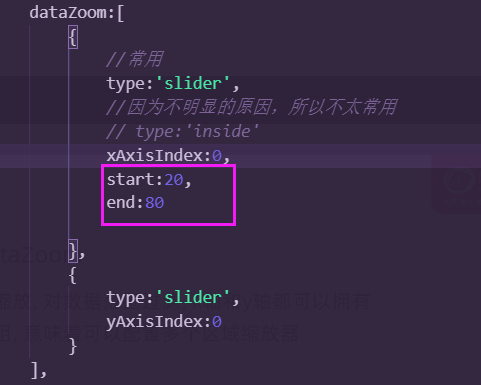 dataZoom:[
{
//常用
type:'slider',
//因为不明显的原因，所以不太常用
// type:'inside'
xAxisIndex:0,
start:20,
end:80
},
{
type:'slider',
yAxisIndex:0
}
],